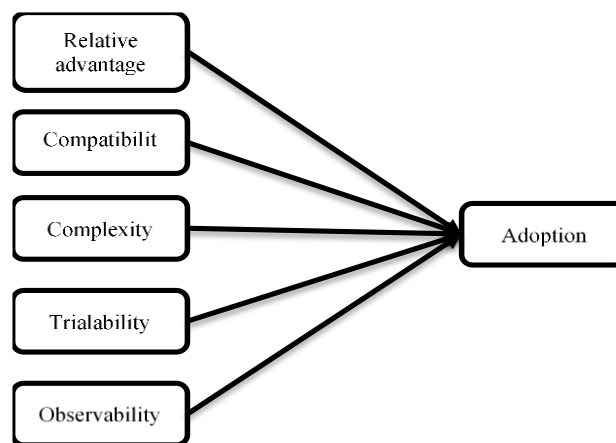 Relative
advantage
Compatibilit
Complexity
Adoption
Trialability
Observability